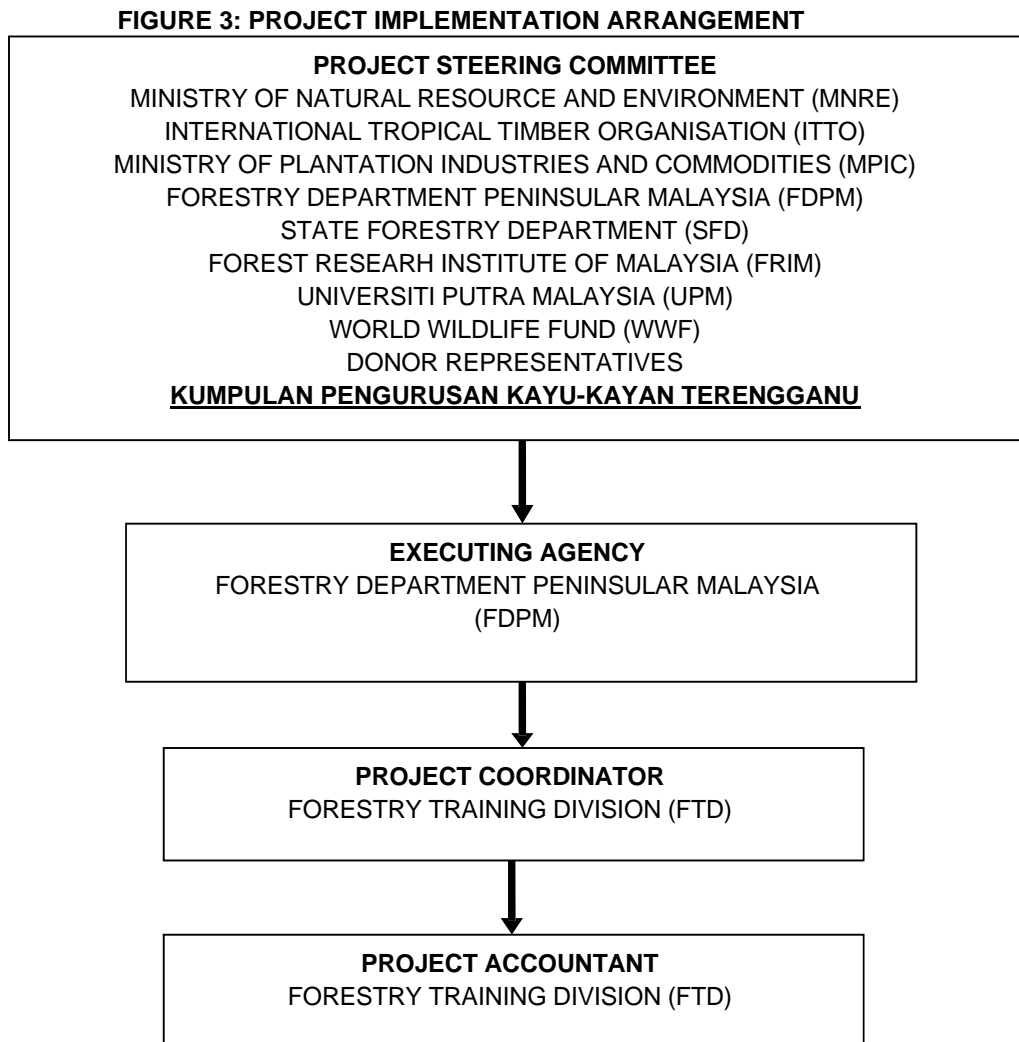 FIGURE 3: PROJECT IMPLEMENTATION ARRANGEMENT
PROJECT STEERING COMMITTEE
MINISTRY OF NATURAL RESOURCE AND ENVIRONMENT (MNRE)
INTERNATIONAL TROPICAL TIMBER ORGANISATION (ITTO)
MINISTRY OF PLANTATION INDUSTRIES AND COMMODITIES (MPIC)
FORESTRY DEPARTMENT PENINSULAR MALAYSIA (FDPM)
STATE FORESTRY DEPARTMENT (SFD)
FOREST RESEARH INSTITUTE OF MALAYSIA (FRIM)
UNIVERSITI PUTRA MALAYSIA (UPM)
WORLD WILDLIFE FUND (WWF)
DONOR REPRESENTATIVES
KUMPULAN PENGURUSAN KAYU-KAYAN TERENGGANU
EXECUTING AGENCY
FORESTRY DEPARTMENT PENINSULAR MALAYSIA
(FDPM)
PROJECT COORDINATOR
FORESTRY TRAINING DIVISION (FTD)
PROJECT ACCOUNTANT
FORESTRY TRAINING DIVISION (FTD)